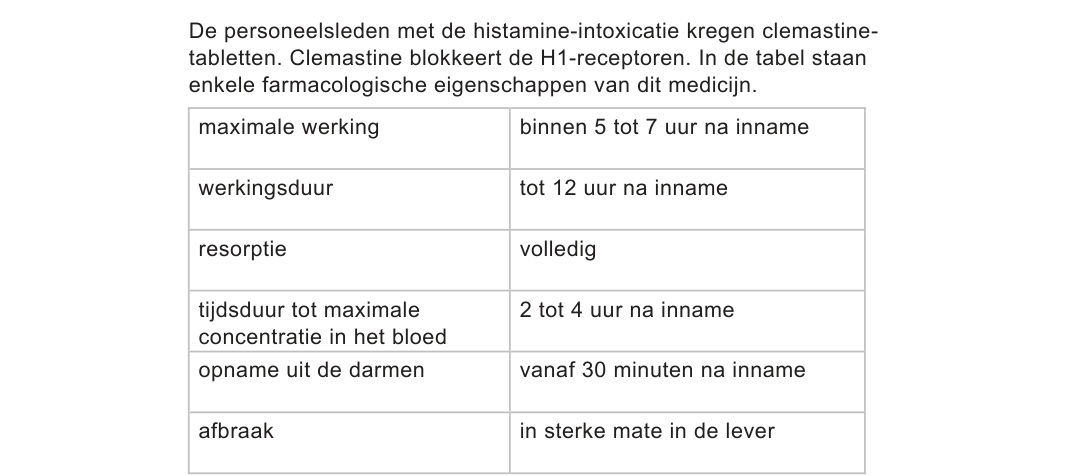 De personeelsleden met de histamine-intoxicatie kregen clemastine-
tabletten. Clemastine blokkeert de H1-receptoren. In de tabel staan
enkele farmacologische eigenschappen van dit medicijn.
maximale werking binnen 5 tot 7 uur na inname
werkingsduur tot 12 uur na inname
resorptie volledig
tijdsduur tot maximale 2 tot 4 uur na inname
concentratie in het bloed
opname uit de darmen vanaf 30 minuten na inname
afbraak in sterke mate in de lever